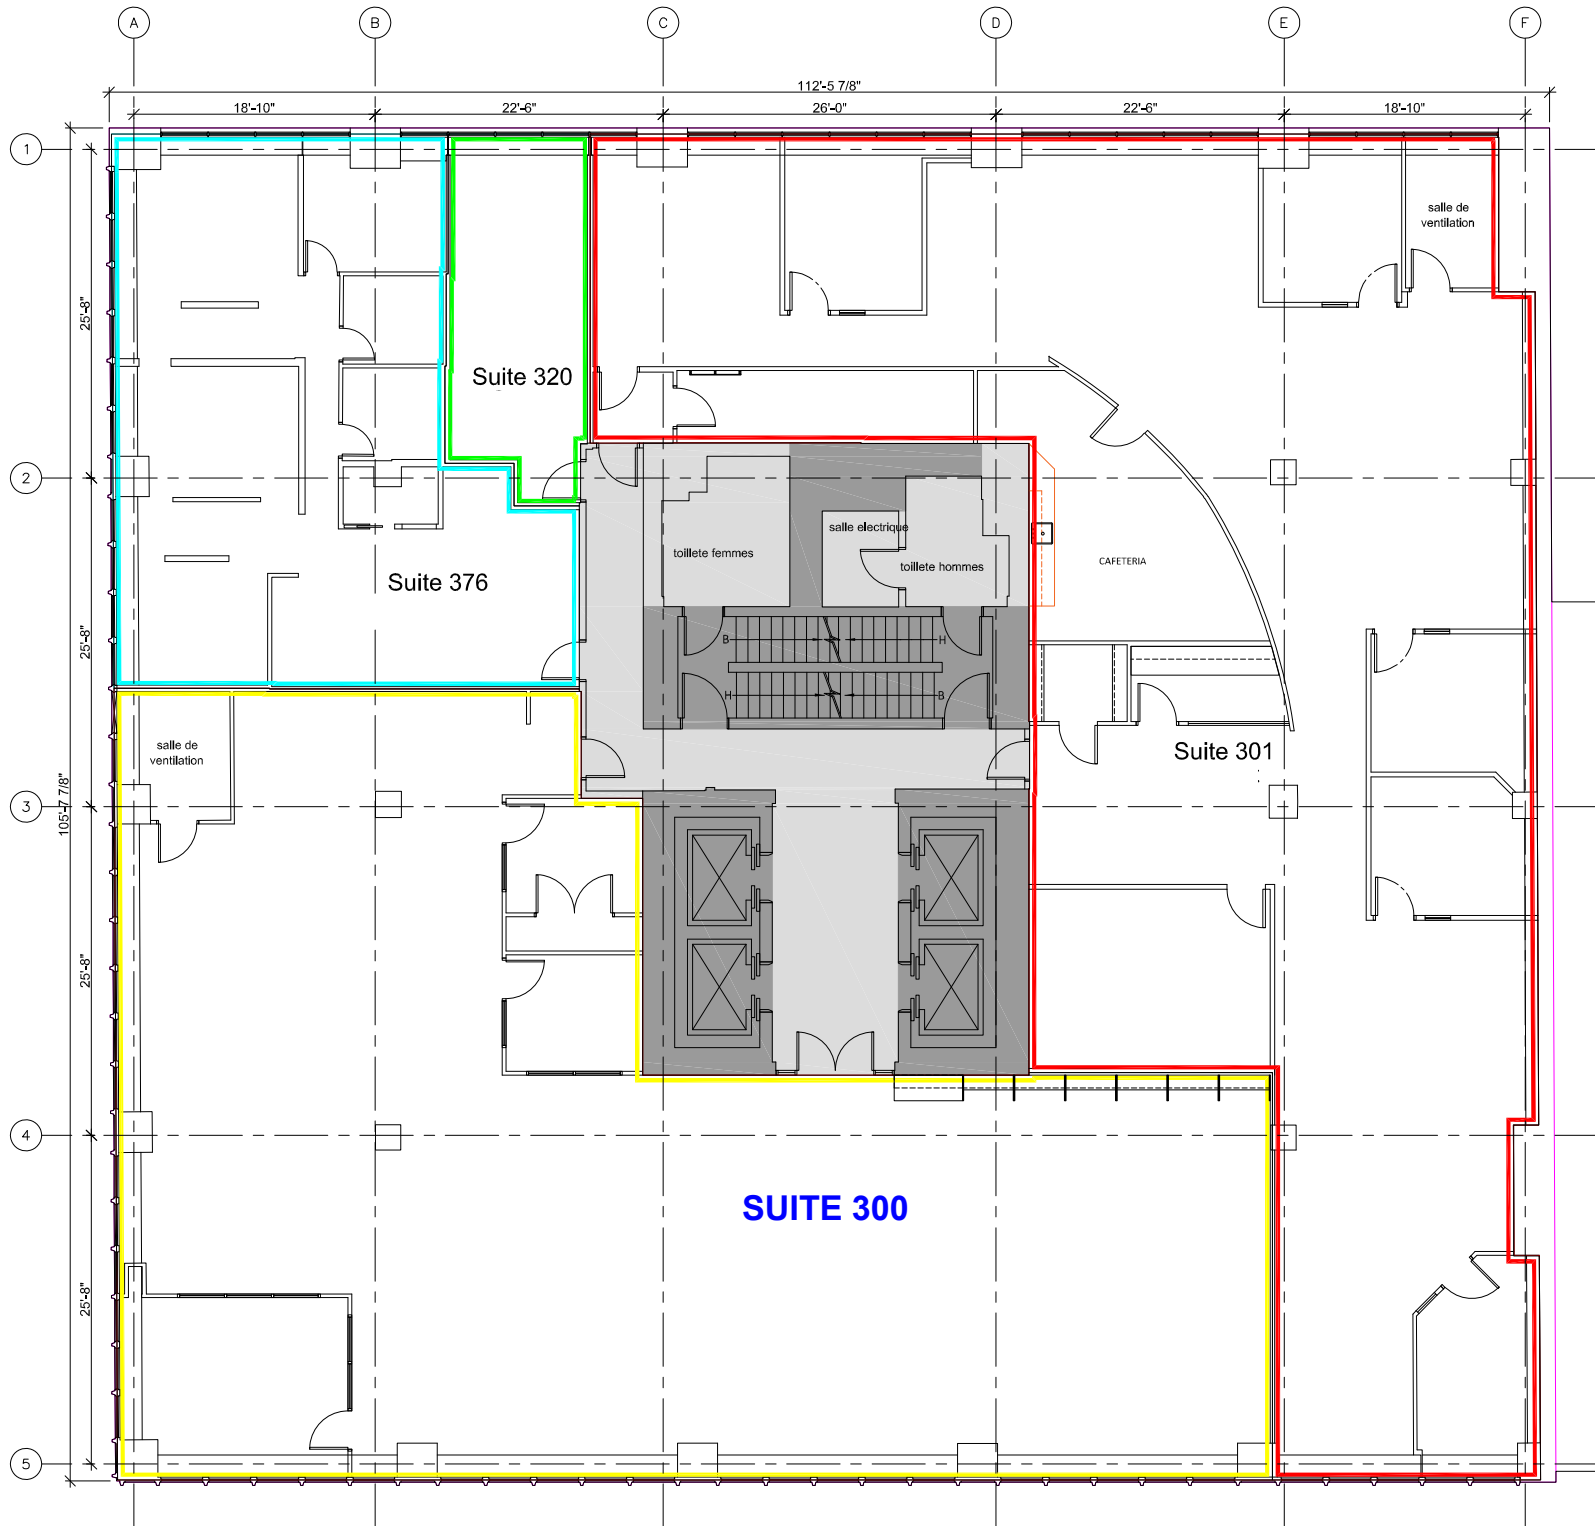 A B C D E F
112'-5 7/8"
18'-10" 22'-6" 26'-0" 22'-6" 18'-10"
1
salle de
ventilation
25'-8"
Suite 320
2
salle electrique
toillete femmes
toillete hommes
CAFETERIA
Suite 376
25'-8"
B H
H B
salle de
ventilation
Suite 301
105'-7 7/8"
3
25'-8"
4
SUITE 300
25'-8"
5